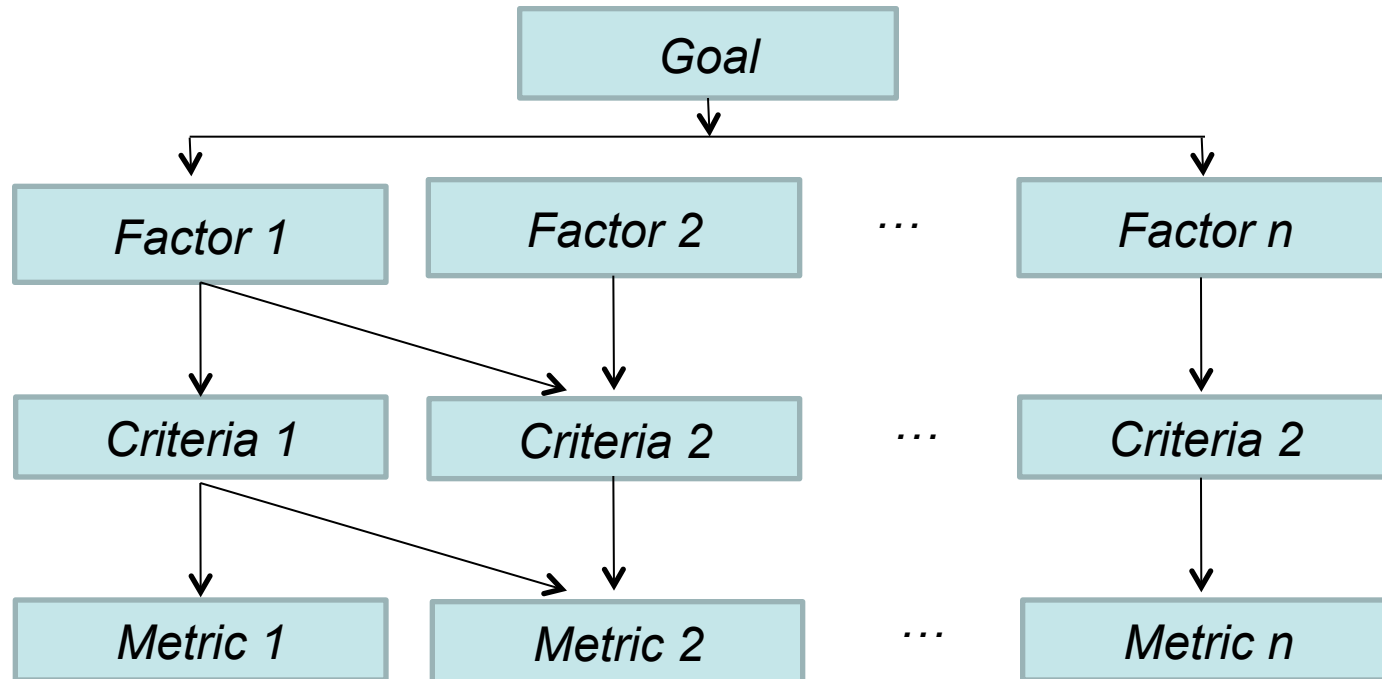 Goal
Factor 1
Factor 2
...
Factor n
Criteria 1
Criteria 2
...
Criteria 2
Metric 1
Metric 2
...
Metric n